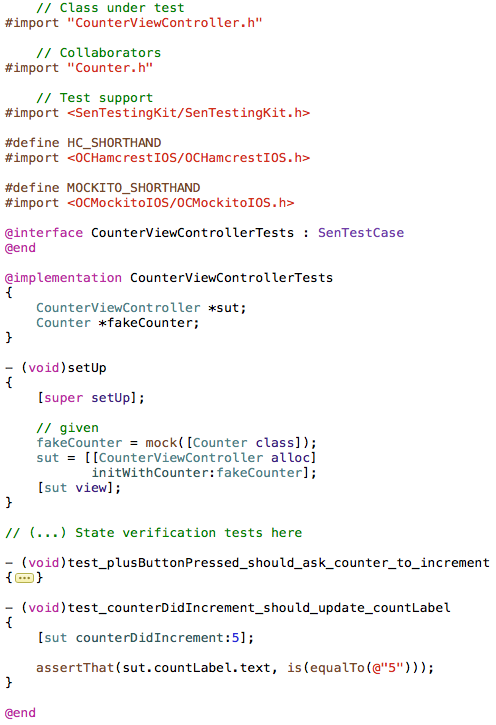 // Class under test
#import "CounterViewController.h"
// Collaborators
#import "Counter.h"
// Test support
#import <SenTestingKit/SenTestingKit.h>
#define HC_SHORTHAND
#import <OCHamcrestIOS/OCHamcrestIOS.h>
#define MOCKITO_SHORTHAND
#import <OCMockitoIOS/OCMockitoIOS.h>
@interface CounterViewControllerTests : SenTestCase
@end
@implementation CounterViewControllerTests
{
CounterViewController *sut;
Counter *fakeCounter;
}
– (void)setUp
{
[super setUp];
// given
fakeCounter = mock([Counter class]);
sut = [[CounterViewController alloc]
initWithCounter:fakeCounter];
[sut view];
}
// (...) State verification tests here
– (void)test_plusButtonPressed_should_ask_counter_to_increment
{...}
– (void)test_counterDidIncrement_should_update_countLabel
{
[sut counterDidIncrement:5];
assertThat(sut.countLabel.text, is(equalTo(@"5")));
}
@end